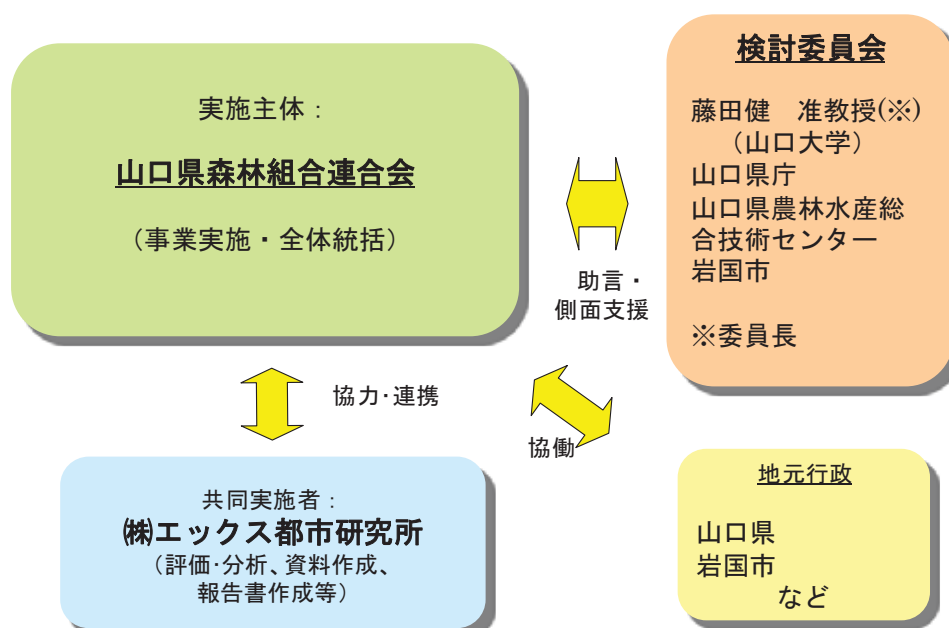 実施主体：
山口県森林組合連合会
（事業実施・全体統括）
検討委員会
藤田健　准教授(※)
（山口大学）
山口県庁
山口県農林水産総
合技術センター
岩国市
※委員長
助言・
側面支援
協力･連携
協働
共同実施者：
㈱エックス都市研究所
（評価･分析、資料作成、
報告書作成等）
地元行政
山口県
岩国市
など